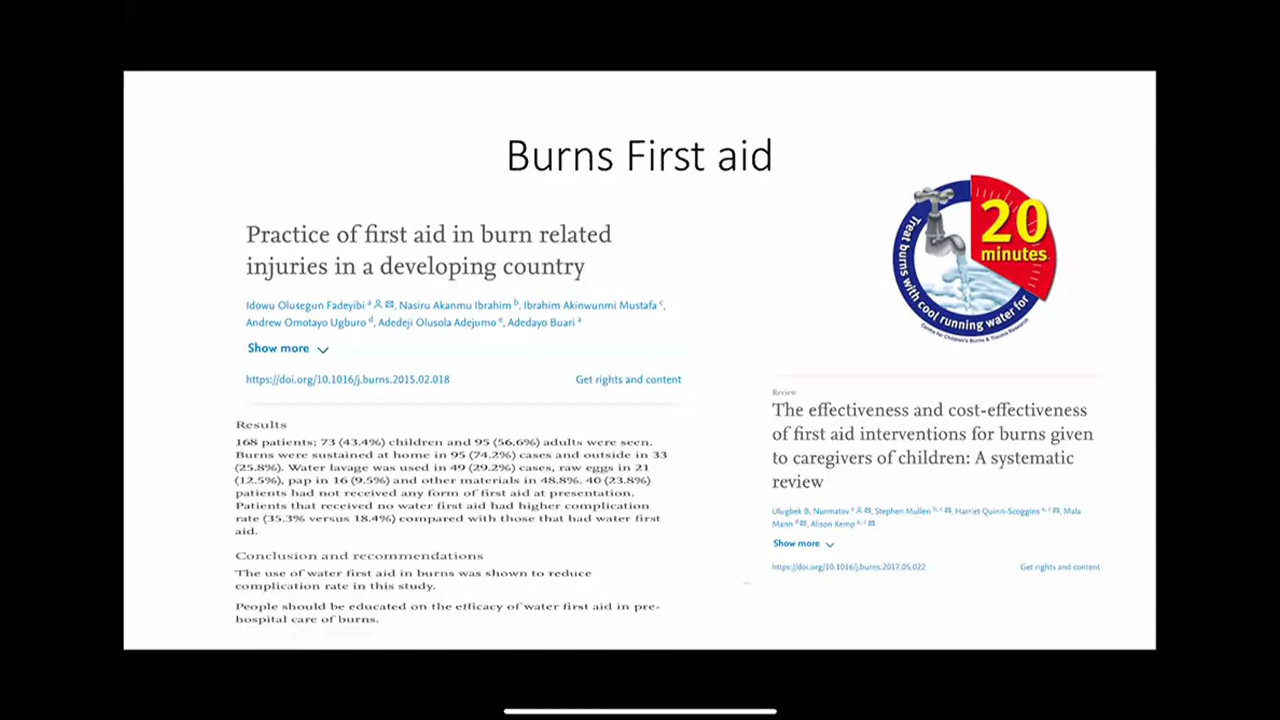 Burns First aid
Practice of first aid in burn related
injuries in a developing country
Idowu Olusegun Fadeyibi a, Nasiru Akanmu Ibrahim b, Ibrahim Akinwunmi Mustafa c,
Andrew Omotayo Ugburo d, Adedeji Olusola Adejumo e, Adedayo Buari a
Show more
https://doi.org/10.1016/j.burns.2015.02.018 Get rights and content
Results
168 patients; 73 (43.4%) children and 95 (56.6%) adults were seen.
Burns were sustained at home in 95 (74.2%) cases and outside in 33
(25.8%). Water lavage was used in 49 (29.2%) cases, raw eggs in 21
(12.5%), pap in 16 (9.5%) and other materials in 48.8%. 40 (23.8%)
patients had not received any form of first aid at presentation.
Patients that received no water first aid had higher complication
rate (35.3% versus 18.4%) compared with those that had water first
aid.
Conclusion and recommendations
The use of water first aid in burns was shown to reduce
complication rate in this study.
People should be educated on the efficacy of water first aid in pre-
hospital care of burns.
Treat burns with cool running water for
20
minutes
Centre for Children's Burns & Trauma Research
Review
The effectiveness and cost-effectiveness
of first aid interventions for burns given
to caregivers of children: A systematic
review
Ulugbek B. Nurmatov a, Stephen Mullen b, c, Harriet Quinn-Scoggins a, c, Mala
Mann d, Alison Kemp a, c
Show more
https://doi.org/10.1016/j.burns.2017.05.022 Get rights and content